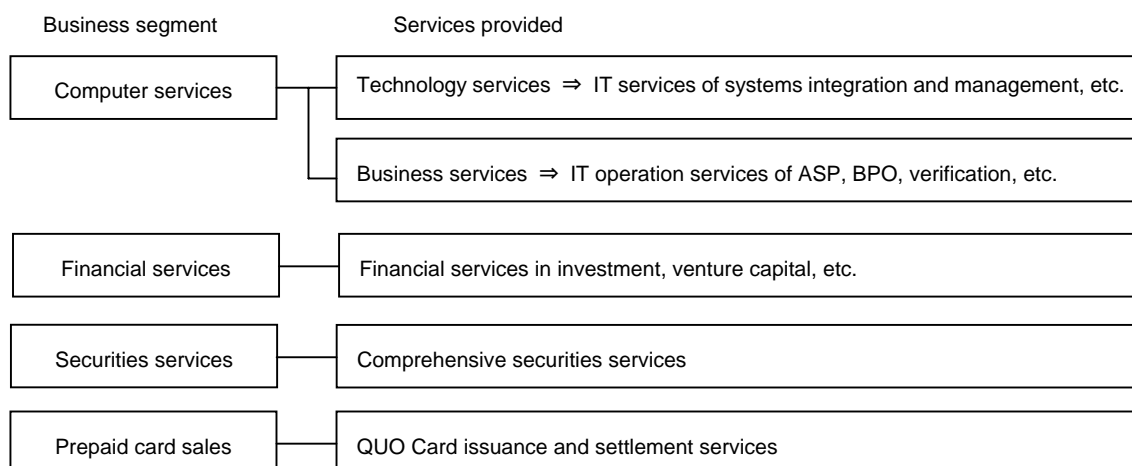 Business segment Services provided
Computer services
Technology services ⇒ IT services of systems integration and management, etc.
Business services ⇒ IT operation services of ASP, BPO, verification, etc.
Financial services
Financial services in investment, venture capital, etc.
Securities services
Comprehensive securities services
Prepaid card sales
QUO Card issuance and settlement services